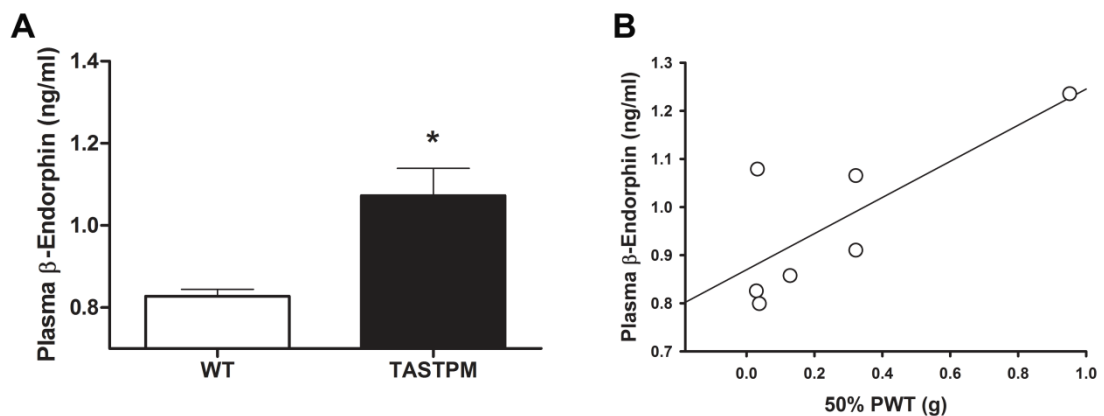 A
Plasma β-Endorphin (ng/ml)
1.4
1.2
1.0
0.8
*
WT
TASTPM
B
Plasma β-Endorphin (ng/ml)
1.3
1.2
1.1
1.0
0.9
0.8
0.7
0.0 0.2 0.4 0.6 0.8 1.0
50% PWT (g)